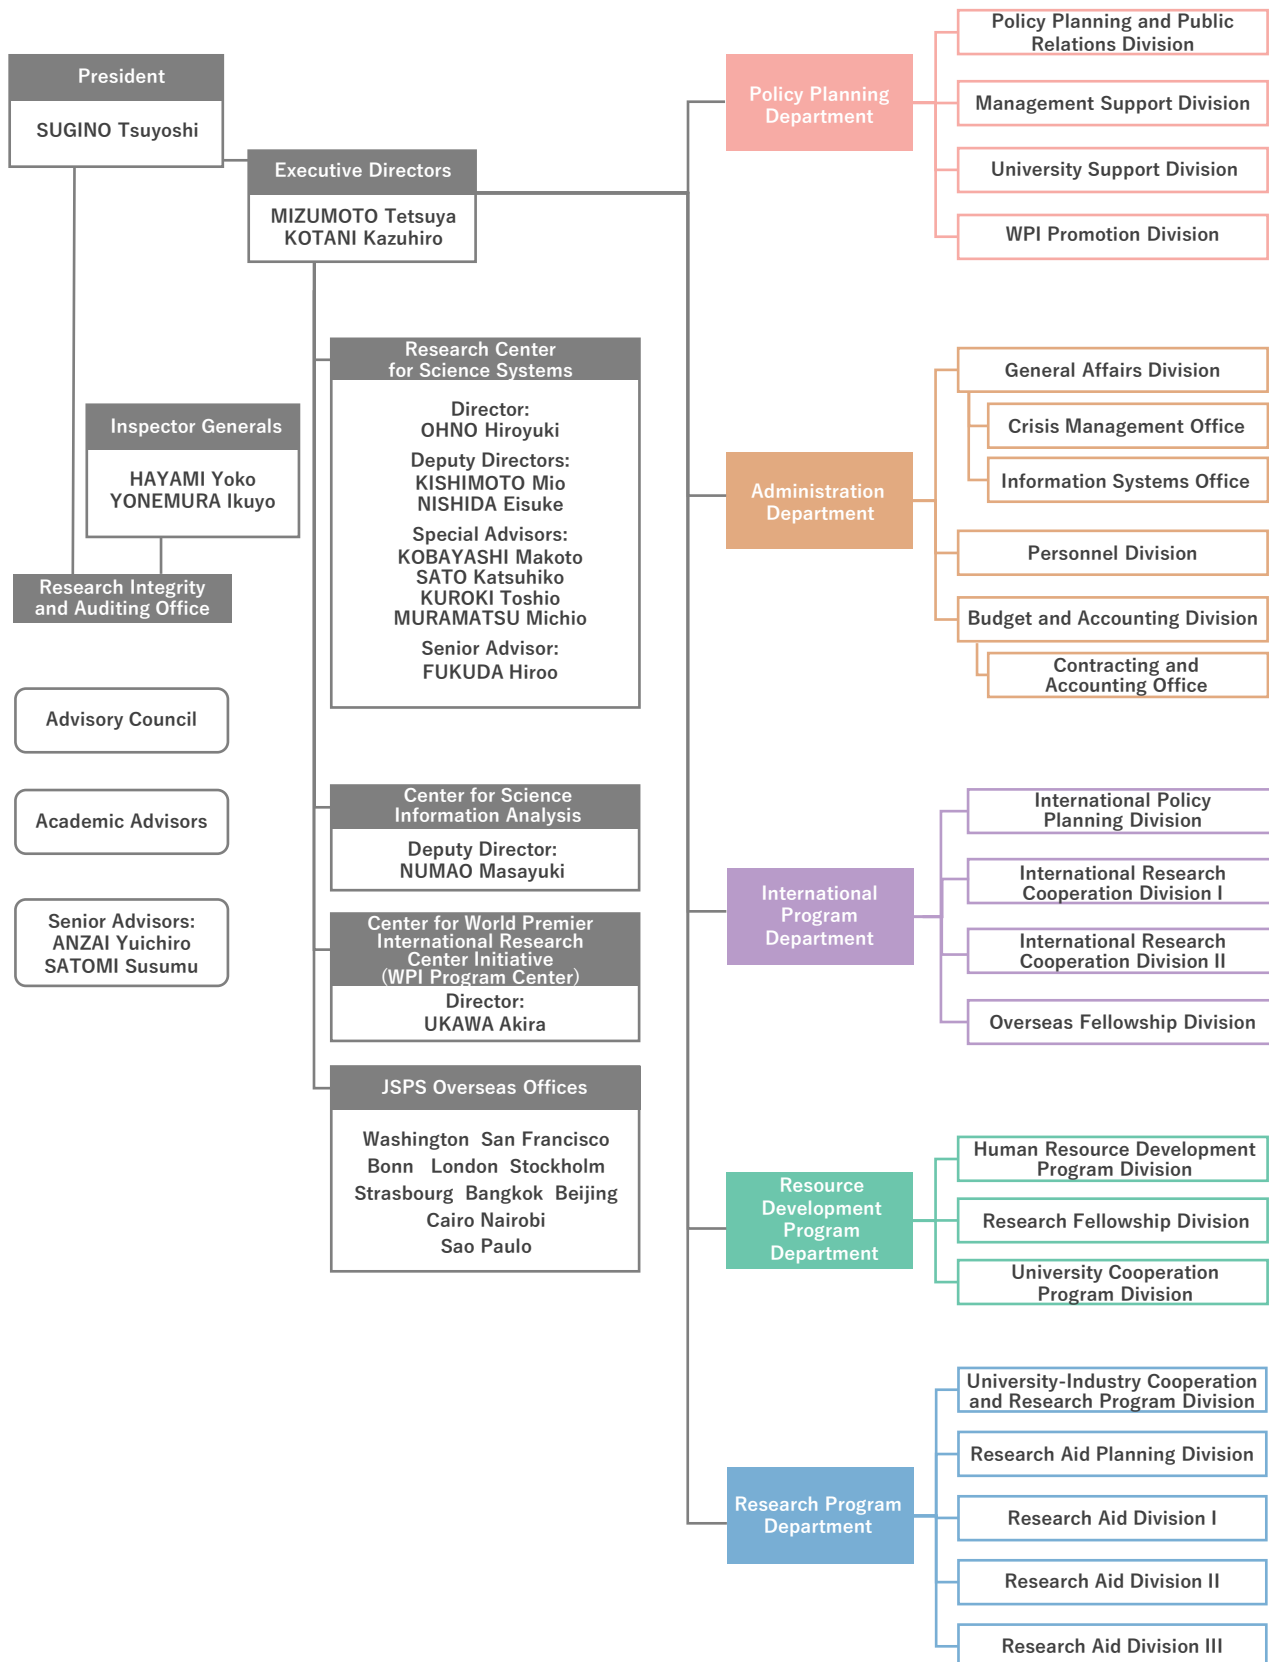 President
SUGINO Tsuyoshi
Executive Directors
MIZUMOTO Tetsuya
KOTANI Kazuhiro
Inspector Generals
HAYAMI Yoko
YONEMURA Ikuyo
Research Integrity
and Auditing Office
Advisory Council
Academic Advisors
Senior Advisors:
ANZAI Yuichiro
SATOMI Susumu
Research Center
for Science Systems
Director:
OHNO Hiroyuki
Deputy Directors:
KISHIMOTO Mio
NISHIDA Eisuke
Special Advisors:
KOBAYASHI Makoto
SATO Katsuhiko
KUROKI Toshio
MURAMATSU Michio
Senior Advisor:
FUKUDA Hiroo
Center for Science
Information Analysis
Deputy Director:
NUMAO Masayuki
Center for World Premier
International Research
Center Initiative
(WPI Program Center)
Director:
UKAWA Akira
JSPS Overseas Offices
Washington San Francisco
Bonn London Stockholm
Strasbourg Bangkok Beijing
Cairo Nairobi
Sao Paulo
Policy Planning
Department
Policy Planning and Public
Relations Division
Management Support Division
University Support Division
WPI Promotion Division
Administration
Department
General Affairs Division
Crisis Management Office
Information Systems Office
Personnel Division
Budget and Accounting Division
Contracting and
Accounting Office
International
Program
Department
International Policy
Planning Division
International Research
Cooperation Division I
International Research
Cooperation Division II
Overseas Fellowship Division
Resource
Development
Program
Department
Human Resource Development
Program Division
Research Fellowship Division
University Cooperation
Program Division
Research Program
Department
University-Industry Cooperation
and Research Program Division
Research Aid Planning Division
Research Aid Division I
Research Aid Division II
Research Aid Division III